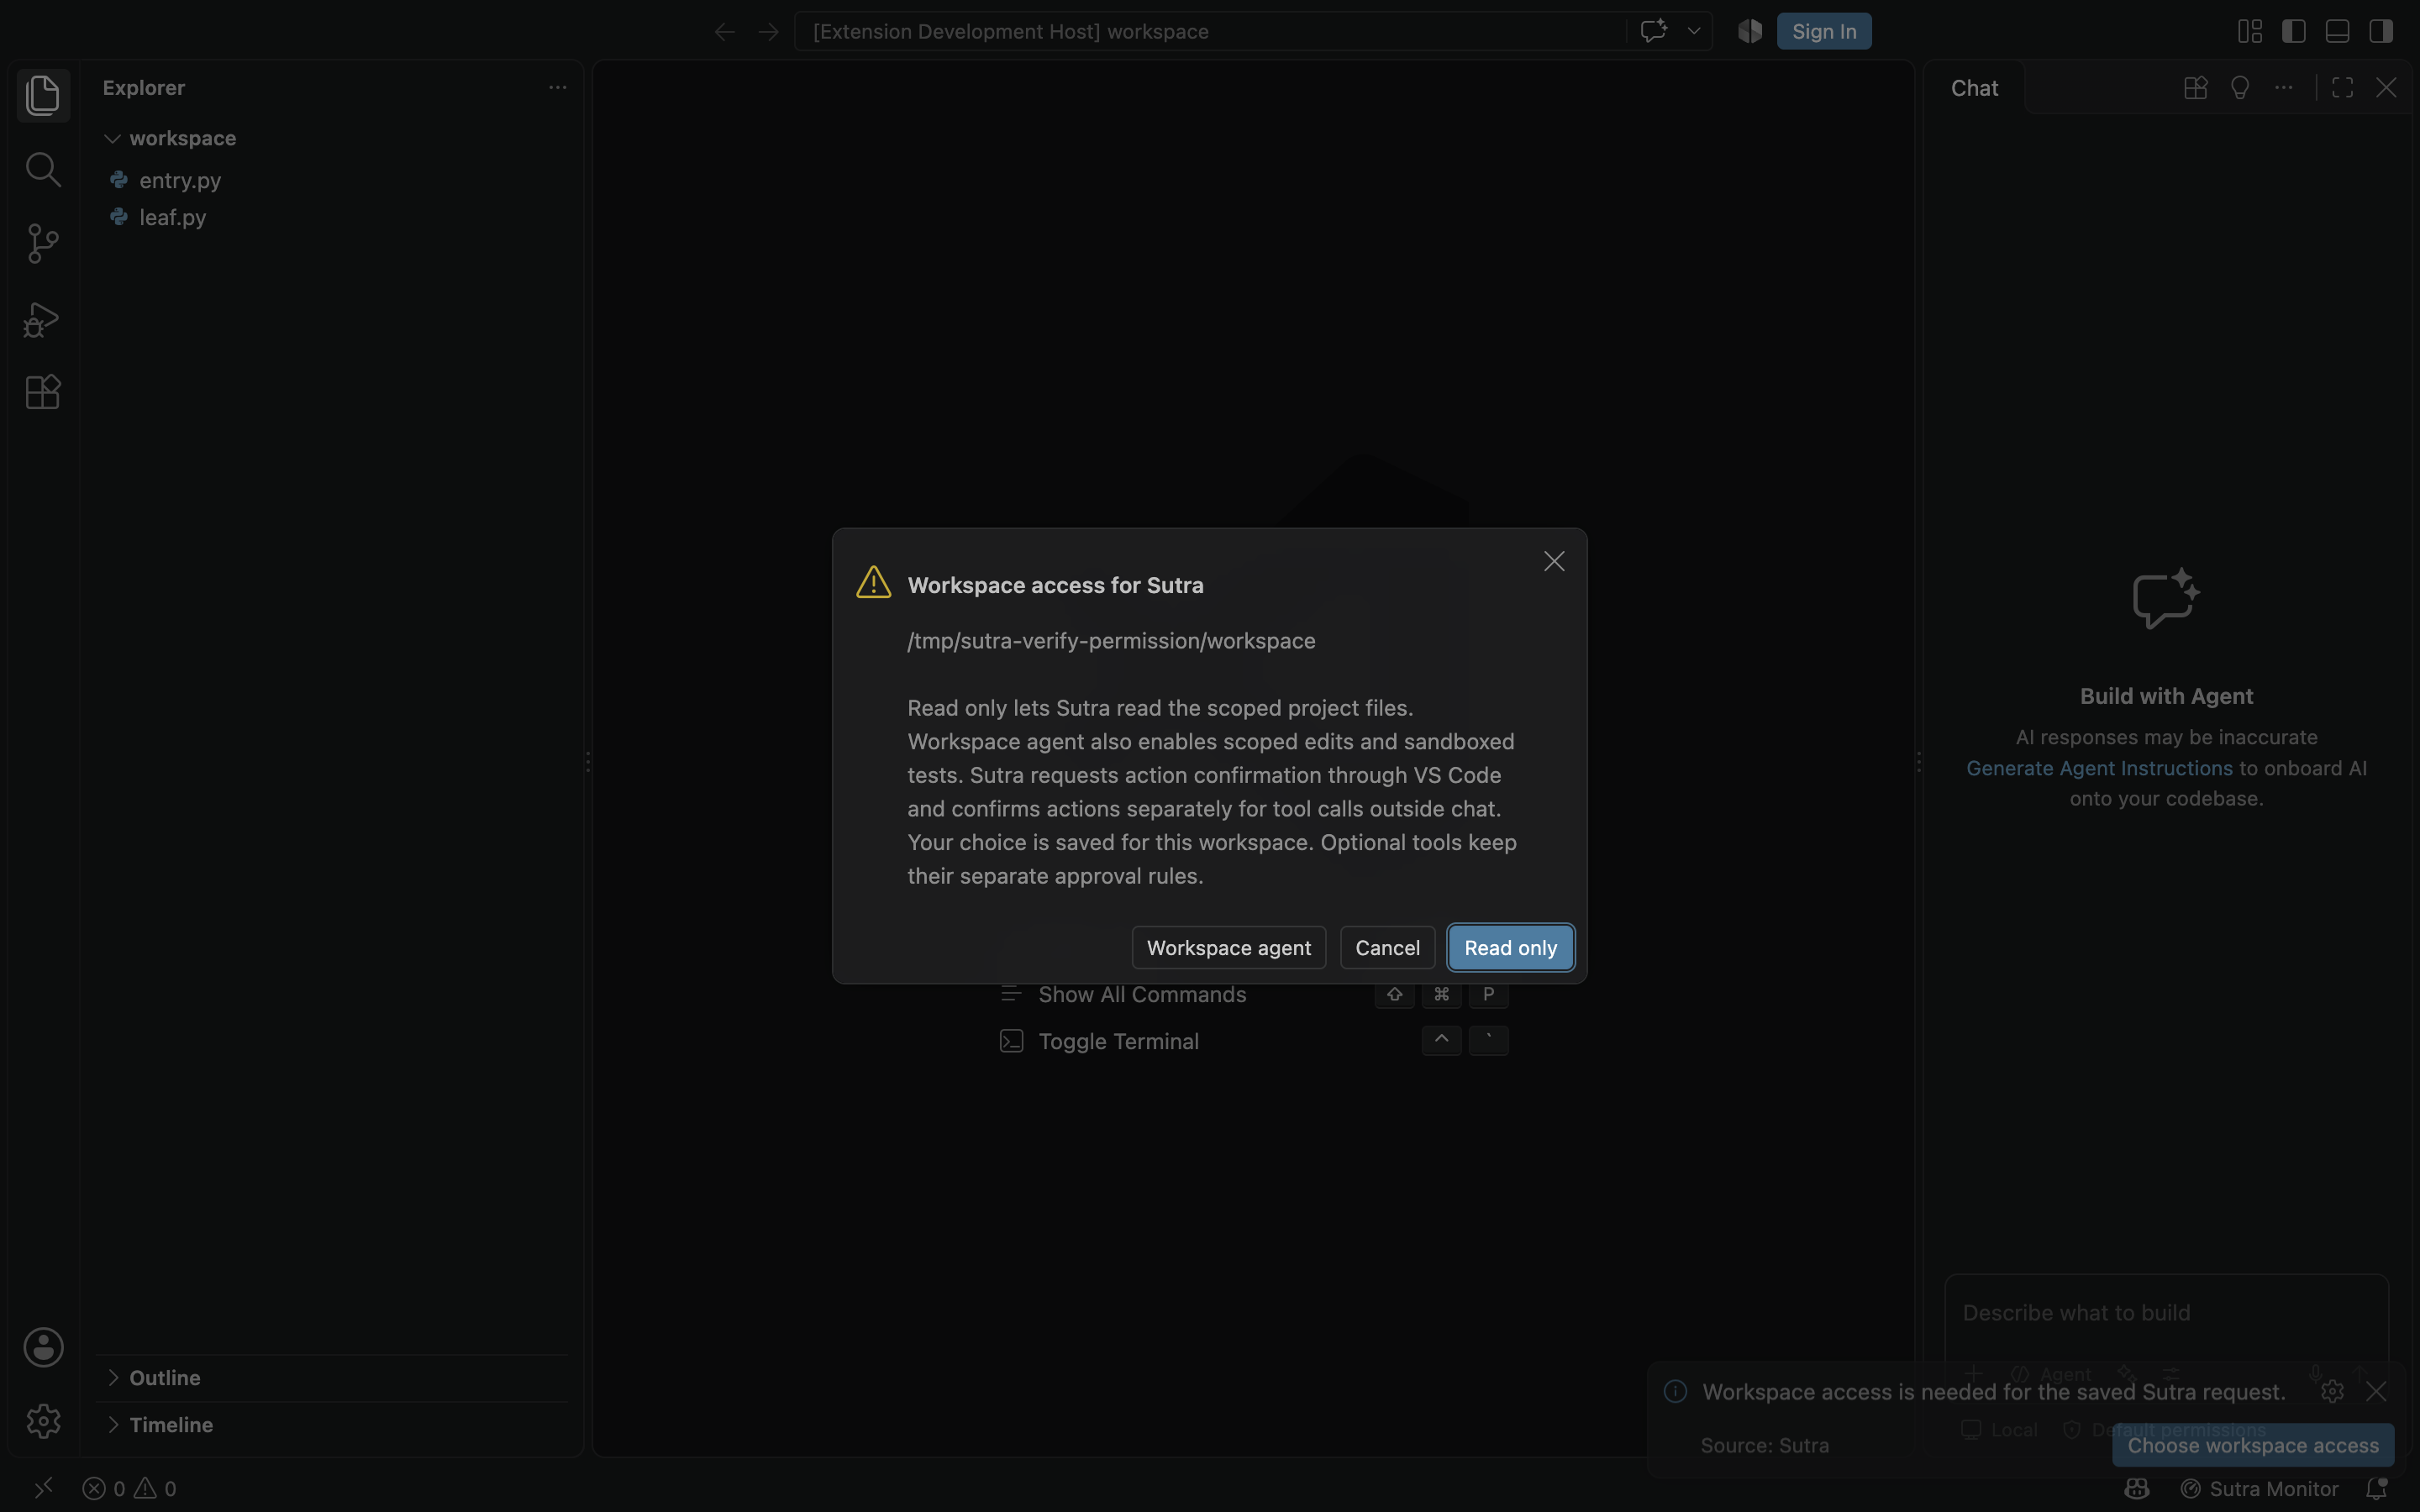 [Extension Development Host] workspace
Sign In
Explorer
workspace
entry.py
leaf.py
Outline
Timeline
Workspace access for Sutra
/tmp/sutra-verify-permission/workspace
Read only lets Sutra read the scoped project files.
Workspace agent also enables scoped edits and sandboxed
tests. Sutra requests action confirmation through VS Code
and confirms actions separately for tool calls outside chat.
Your choice is saved for this workspace. Optional tools keep
their separate approval rules.
Workspace agent
Cancel
Read only
Show All Commands ⇧ ⌘ P
Toggle Terminal ^ `
Chat
Build with Agent
AI responses may be inaccurate
Generate Agent Instructions to onboard AI
onto your codebase.
Describe what to build
Agent
Workspace access is needed for the saved Sutra request.
Local
Default permissions
Source: Sutra
Choose workspace access
0 0
Sutra Monitor